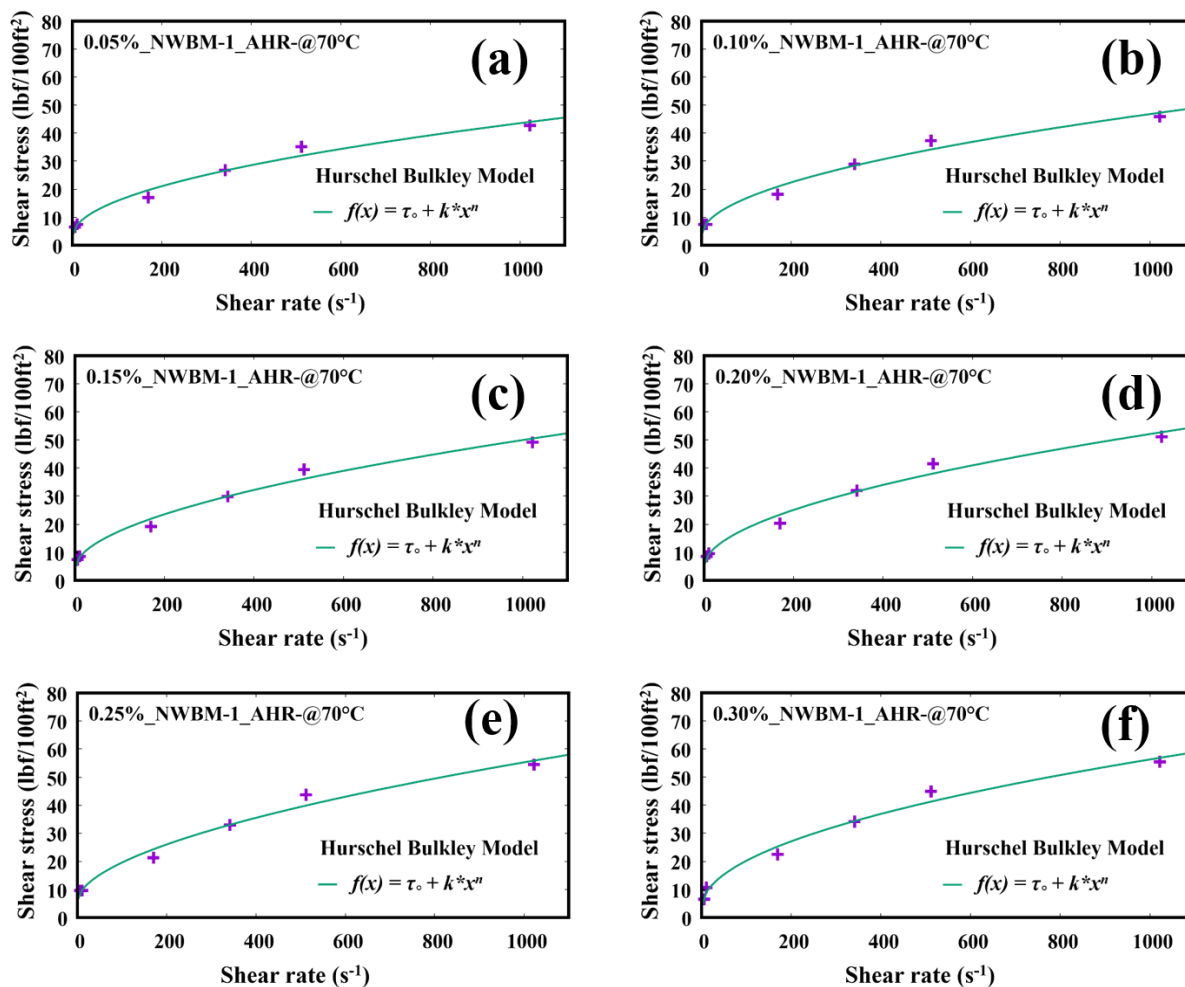 Shear stress (lbf/100ft²)
80
70
60
50
40
30
20
10
0
0.05%_NWBM-1_AHR-@70°C
(a)
Hurschel Bulkley Model
f(x) = τ∘ + k*xⁿ
0 200 400 600 800 1000
Shear rate (s⁻¹)
Shear stress (lbf/100ft²)
80
70
60
50
40
30
20
10
0
0.10%_NWBM-1_AHR-@70°C
(b)
Hurschel Bulkley Model
f(x) = τ∘ + k*xⁿ
0 200 400 600 800 1000
Shear rate (s⁻¹)
Shear stress (lbf/100ft²)
80
70
60
50
40
30
20
10
0
0.15%_NWBM-1_AHR-@70°C
(c)
Hurschel Bulkley Model
f(x) = τ∘ + k*xⁿ
0 200 400 600 800 1000
Shear rate (s⁻¹)
Shear stress (lbf/100ft²)
80
70
60
50
40
30
20
10
0
0.20%_NWBM-1_AHR-@70°C
(d)
Hurschel Bulkley Model
f(x) = τ∘ + k*xⁿ
0 200 400 600 800 1000
Shear rate (s⁻¹)
Shear stress (lbf/100ft²)
80
70
60
50
40
30
20
10
0
0.25%_NWBM-1_AHR-@70°C
(e)
Hurschel Bulkley Model
f(x) = τ∘ + k*xⁿ
0 200 400 600 800 1000
Shear rate (s⁻¹)
Shear stress (lbf/100ft²)
80
70
60
50
40
30
20
10
0
0.30%_NWBM-1_AHR-@70°C
(f)
Hurschel Bulkley Model
f(x) = τ∘ + k*xⁿ
0 200 400 600 800 1000
Shear rate (s⁻¹)